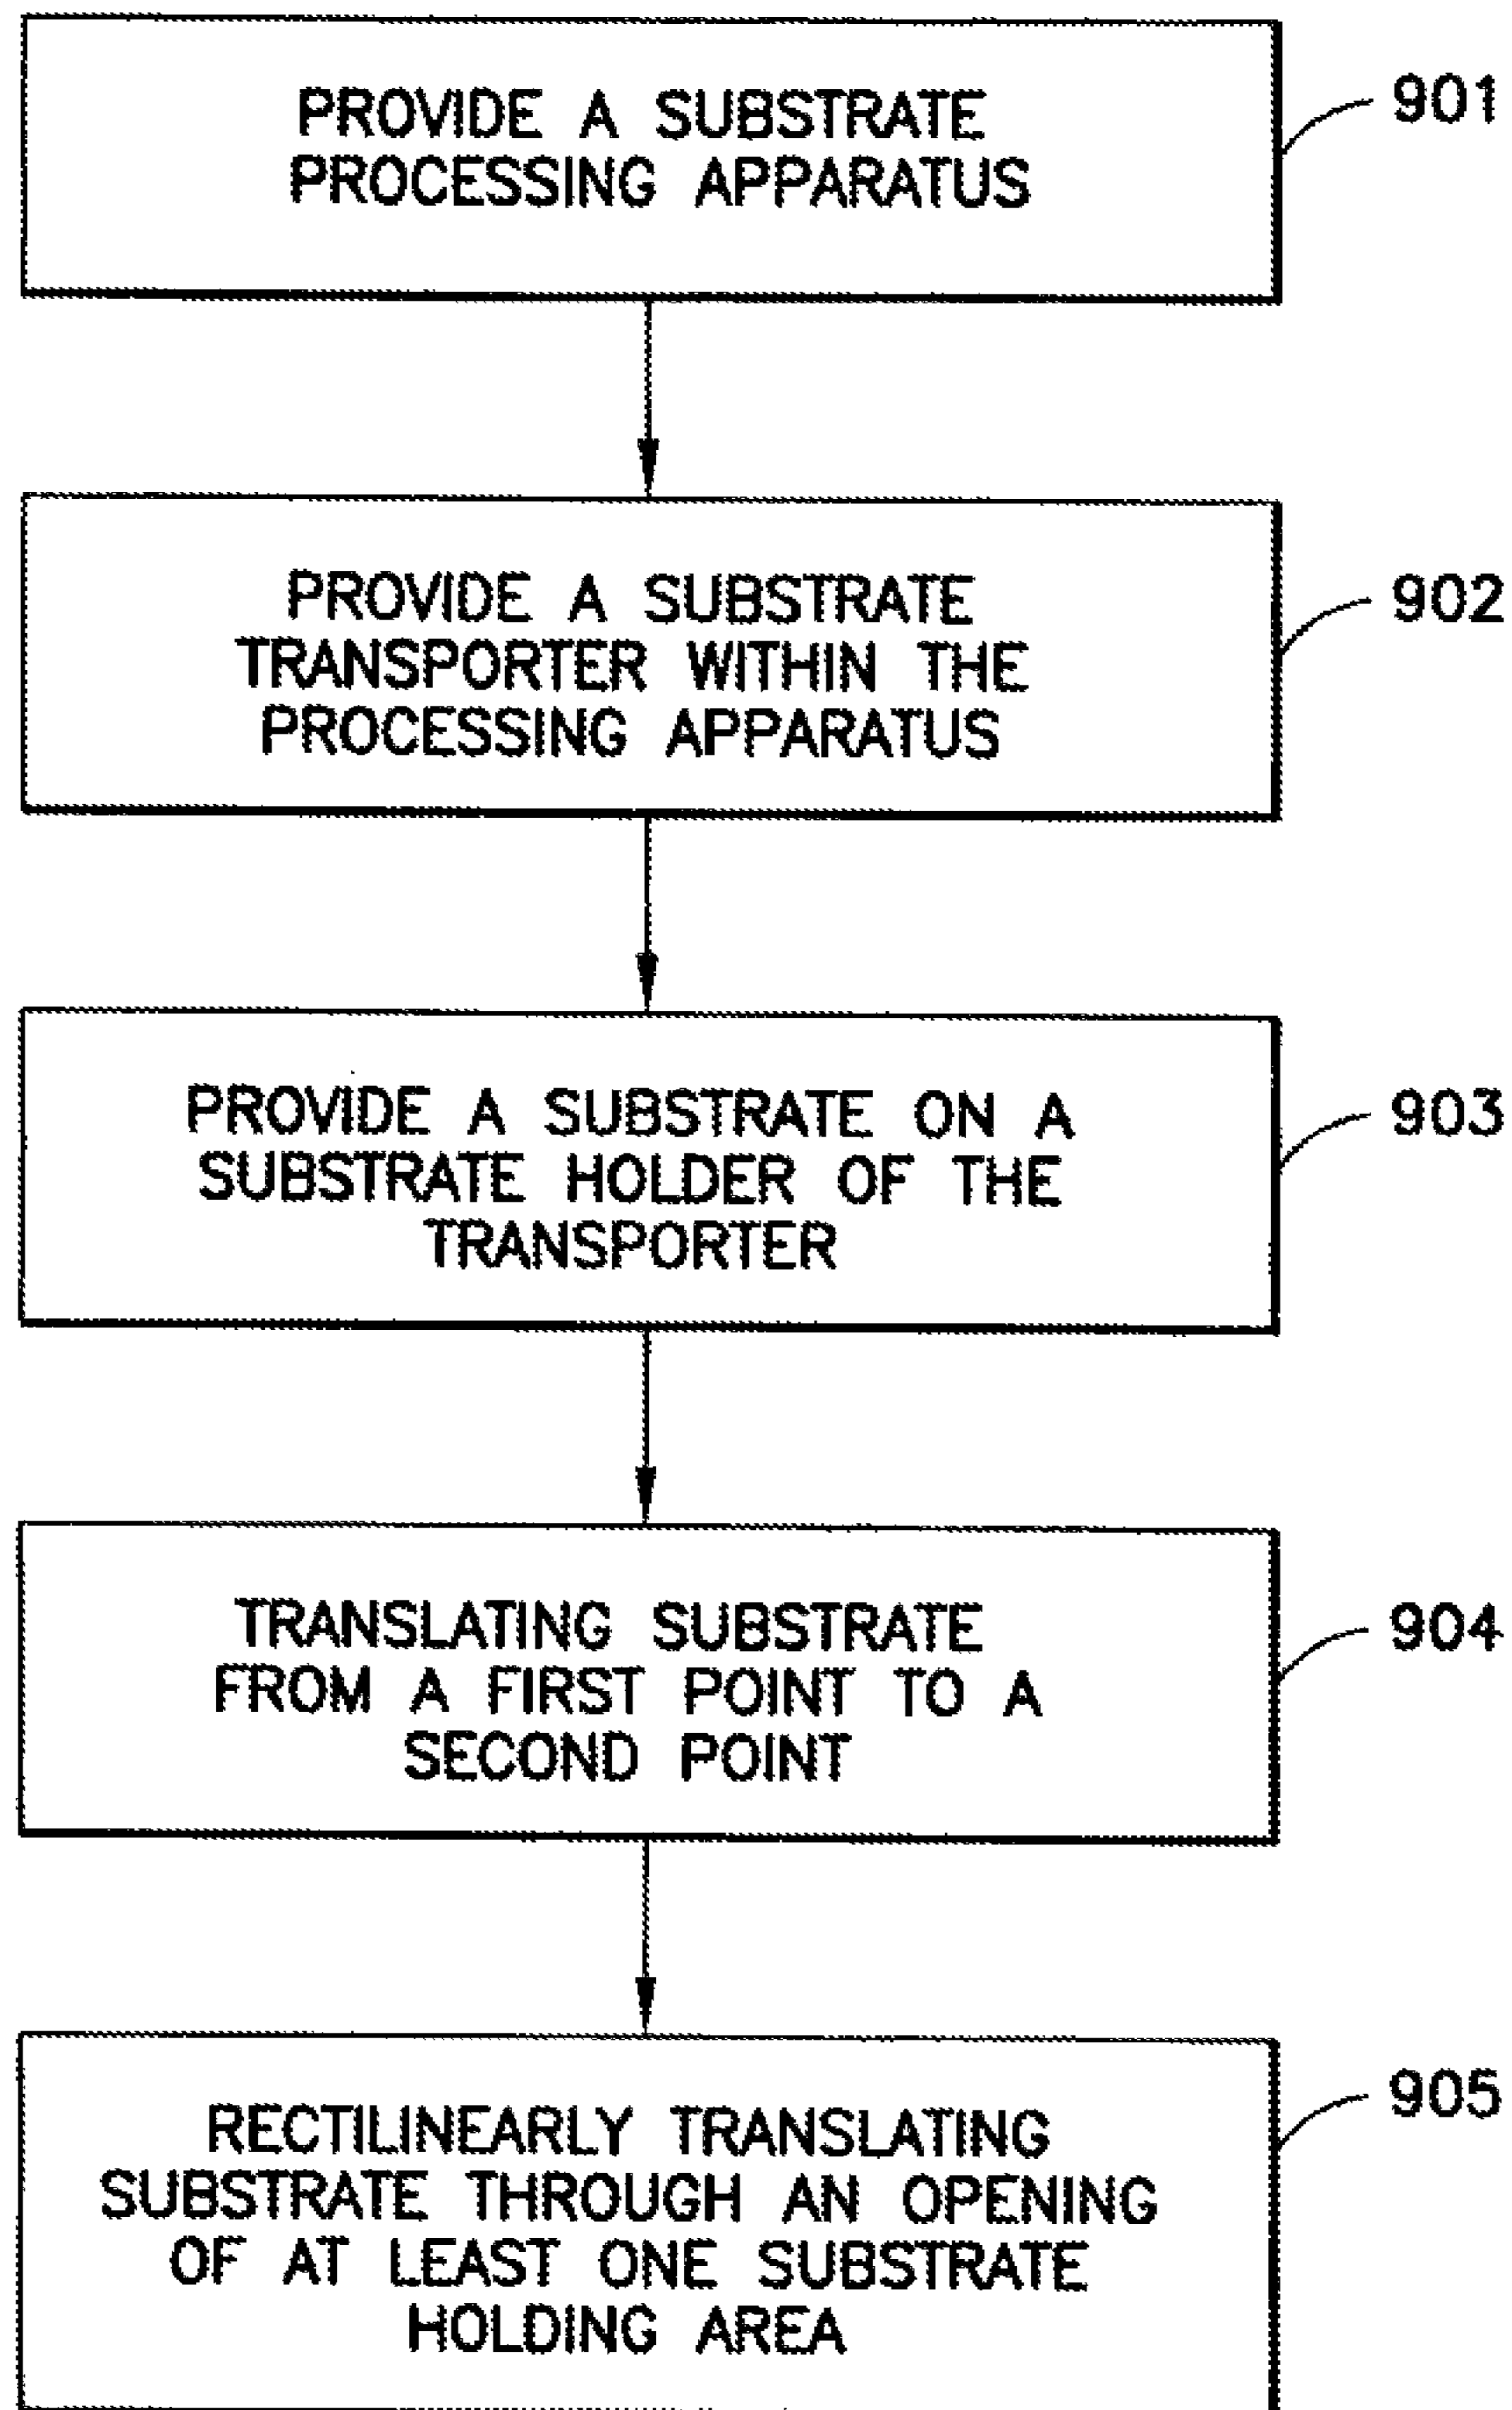 PROVIDE A SUBSTRATE
PROCESSING APPARATUS
901
PROVIDE A SUBSTRATE
TRANSPORTER WITHIN THE
PROCESSING APPARATUS
902
PROVIDE A SUBSTRATE ON A
SUBSTRATE HOLDER OF THE
TRANSPORTER
903
TRANSLATING SUBSTRATE
FROM A FIRST POINT TO A
SECOND POINT
904
RECTILINEARLY TRANSLATING
SUBSTRATE THROUGH AN OPENING
OF AT LEAST ONE SUBSTRATE
HOLDING AREA
905